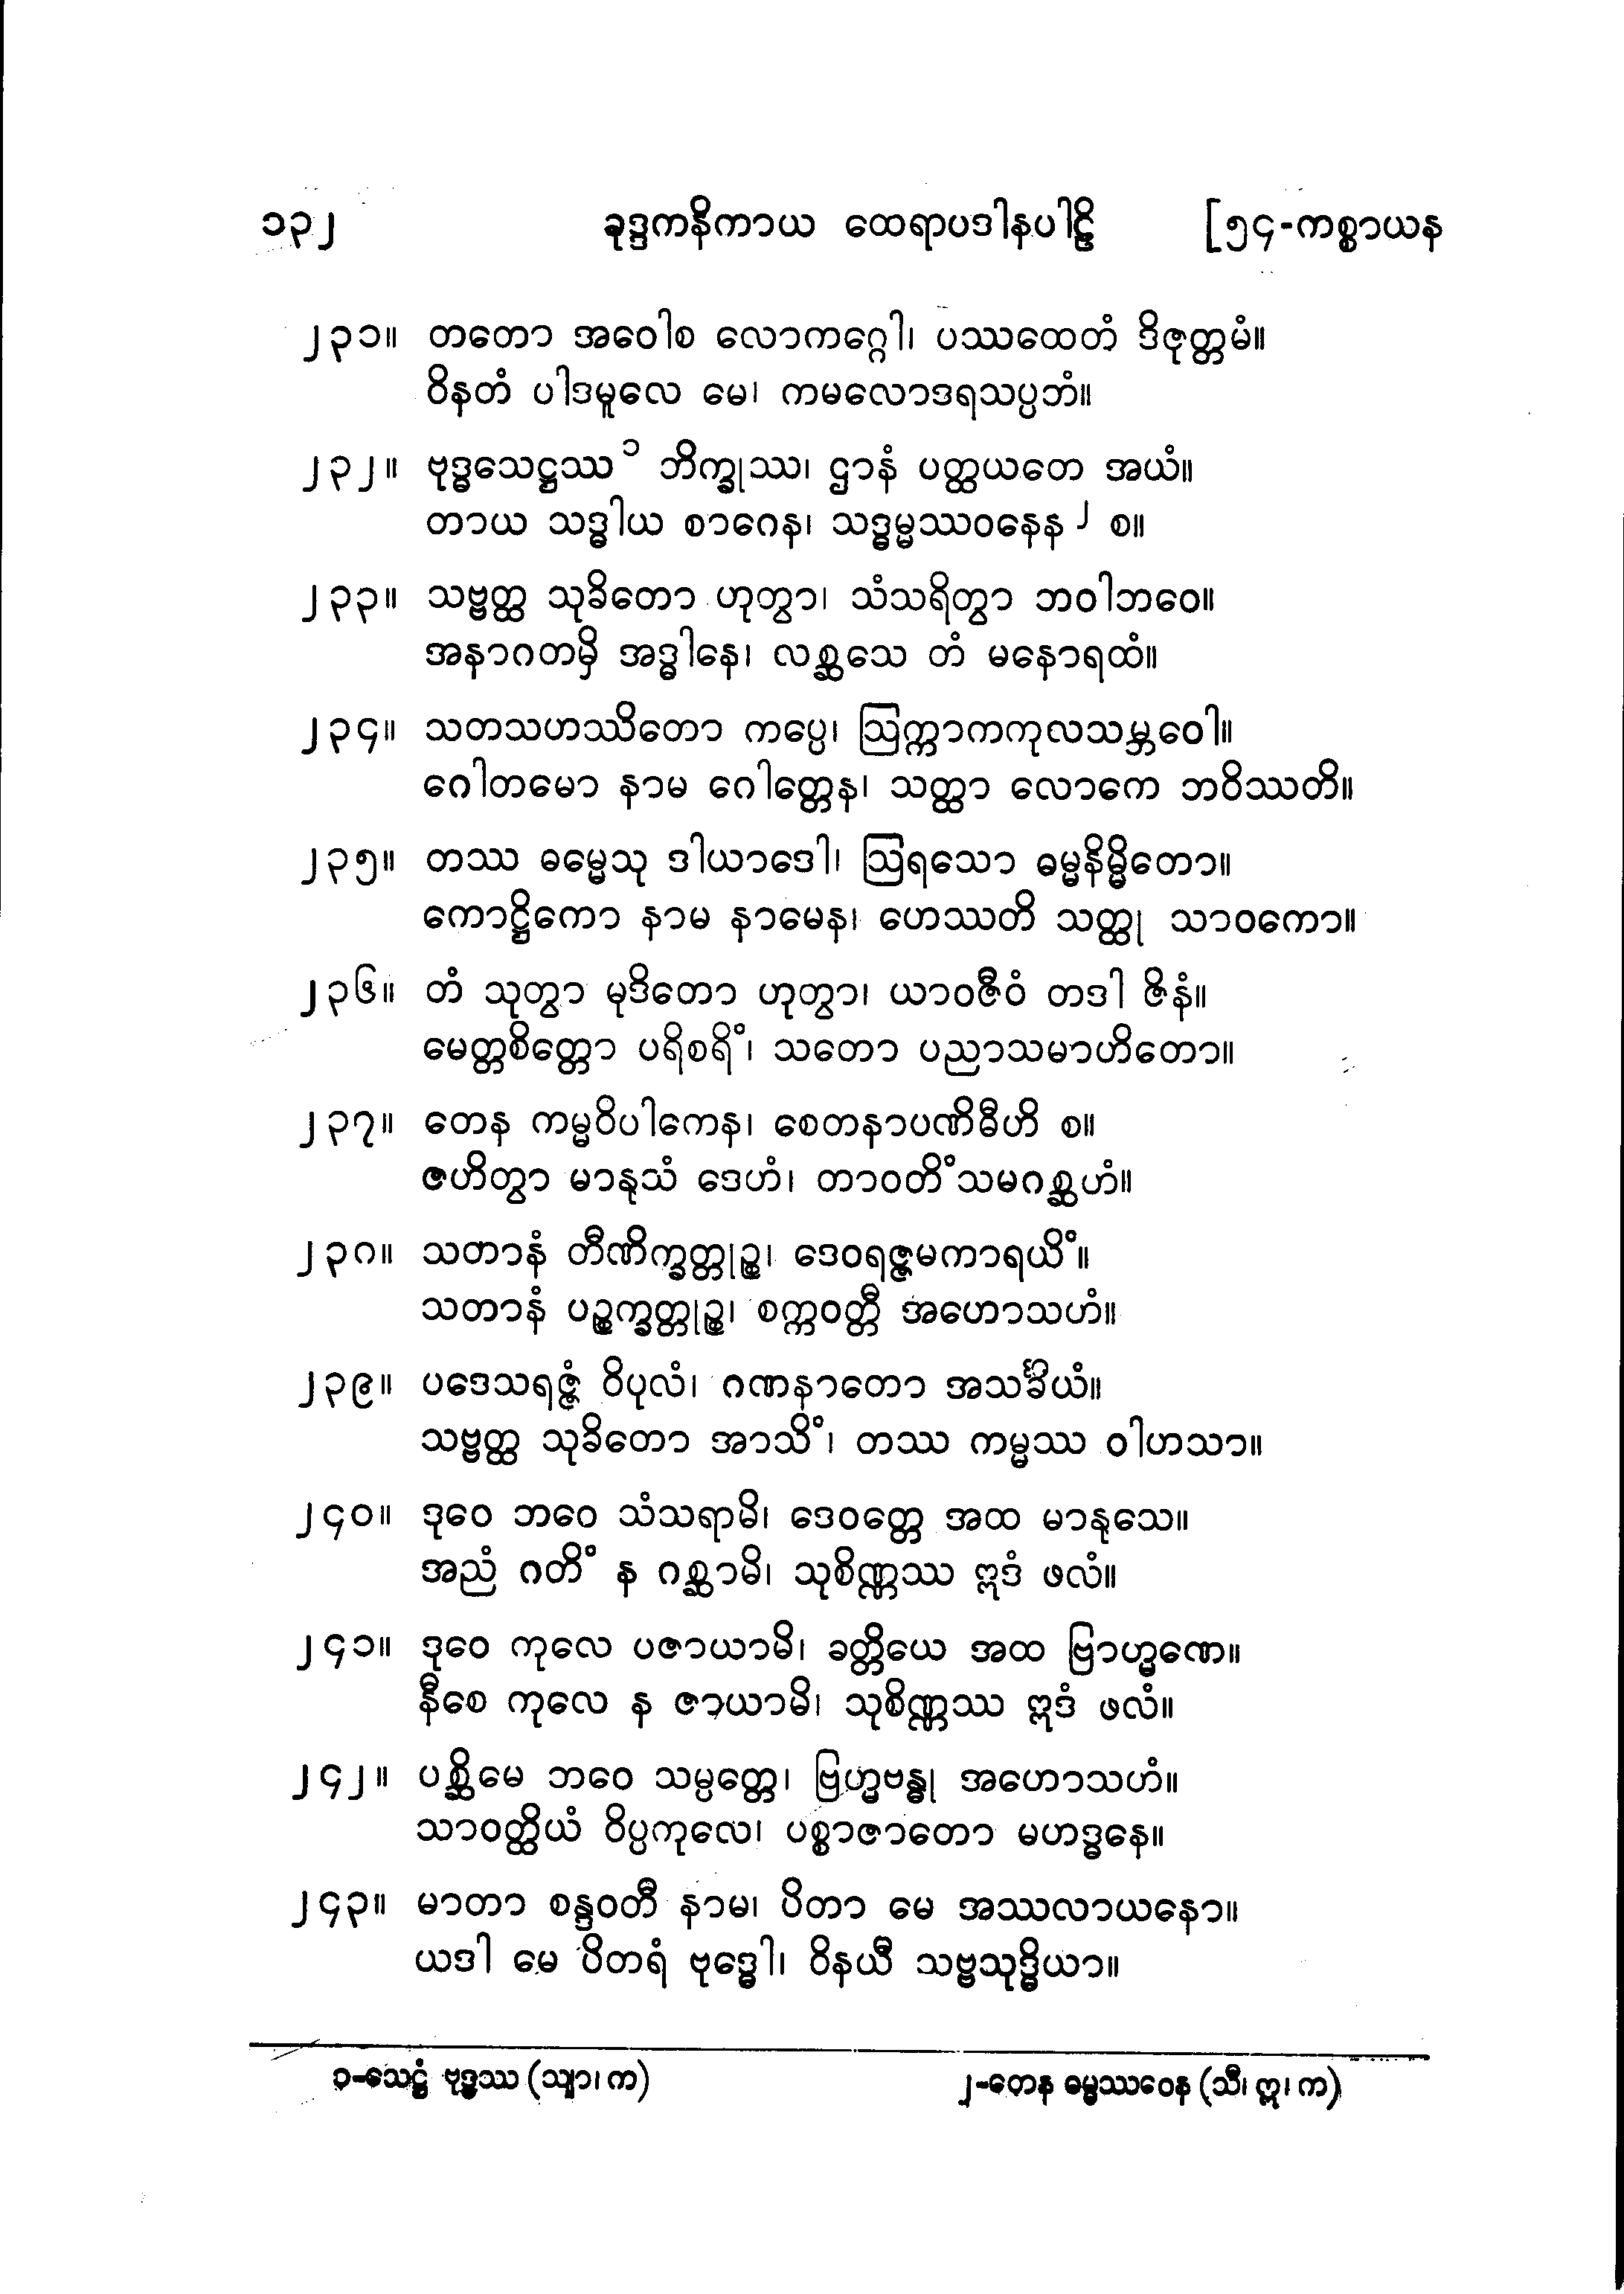 ၁၃၂ ခုဒ္ဒကနိကာယ ထေရာပဒါနပါဠိ [၅၄-ကစ္စာယန
၂၃၁။ တတော အဝေါစ လောကဂ္ဂေါ၊ ပဿထေတံ ဒိဇုတ္တမံ။
ဝိနတံ ပါဒမူလေ မေ၊ ကမလောဒရသပ္ပဘံ။
၂၃၂။ ဗုဒ္ဓသေဋ္ဌဿ ၁ ဘိက္ခုဿ၊ ဌာနံ ပတ္ထယတေ အယံ။
တာယ သဒ္ဓါယ စာဂေန၊ သဒ္ဓမ္မဿဝနေန ၂ စ။
၂၃၃။ သဗ္ဗတ္ထ သုခိတော ဟုတွာ၊ သံသရိတွာ ဘဝါဘဝေ။
အနာဂတမှိ အဒ္ဓါနေ၊ လစ္ဆသေ တံ မနောရထံ။
၂၃၄။ သတသဟဿိတော ကပ္ပေ၊ ဩက္ကာကကုလသမ္ဘဝေါ။
ဂေါတမော နာမ ဂေါတ္တေန၊ သတ္ထာ လောကေ ဘဝိဿတိ။
၂၃၅။ တဿ ဓမ္မေသု ဒါယာဒေါ၊ ဩရသော ဓမ္မနိမ္မိတော။
ကောဋ္ဌိကော နာမ နာမေန၊ ဟေဿတိ သတ္ထု သာဝကော။
၂၃၆။ တံ သုတွာ မုဒိတော ဟုတွာ၊ ယာဝဇီဝံ တဒါ ဇိနံ။
မေတ္တစိတ္တော ပရိစရိံ၊ သတော ပညာသမာဟိတော။
၂၃၇။ တေန ကမ္မဝိပါကေန၊ စေတနာပဏိဓီဟိ စ။
ဇဟိတွာ မာနုသံ ဒေဟံ၊ တာဝတိံသမဂစ္ဆဟံ။
၂၃၈။ သတာနံ တီဏိက္ခတ္တုဉ္စ၊ ဒေဝရဇ္ဇမကာရယိံ။
သတာနံ ပဉ္စက္ခတ္တုဉ္စ၊ စက္ကဝတ္တီ အဟောသဟံ။
၂၃၉။ ပဒေသရဇ္ဇံ ဝိပုလံ၊ ဂဏနာတော အသင်္ခိယံ။
သဗ္ဗတ္ထ သုခိတော အာသိံ၊ တဿ ကမ္မဿ ဝါဟသာ။
၂၄၀။ ဒုဝေ ဘဝေ သံသရာမိ၊ ဒေဝတ္တေ အထ မာနုသေ။
အညံ ဂတိံ န ဂစ္ဆာမိ၊ သုစိဏ္ဏဿ ဣဒံ ဖလံ။
၂၄၁။ ဒုဝေ ကုလေ ပဇာယာမိ၊ ခတ္တိယေ အထ ဗြာဟ္မဏေ။
နီစေ ကုလေ န ဇာယာမိ၊ သုစိဏ္ဏဿ ဣဒံ ဖလံ။
၂၄၂။ ပစ္ဆိမေ ဘဝေ သမ္ပတ္တေ၊ ဗြဟ္မဗန္ဓု အဟောသဟံ။
သာဝတ္ထိယံ ဝိပ္ပကုလေ၊ ပစ္စာဇာတော မဟဒ္ဓနေ။
၂၄၃။ မာတာ စန္ဒဝတီ နာမ၊ ပိတာ မေ အဿလာယနော။
ယဒါ မေ ပိတရံ ဗုဒ္ဓေါ၊ ဝိနယီ သဗ္ဗသုဒ္ဓိယာ။
၁-သေဋ္ဌံ ဗုဒ္ဓဿ (သျာ၊ က) ၂-တေန ဓမ္မဿဝေန (သီ၊ ဣ၊ က)